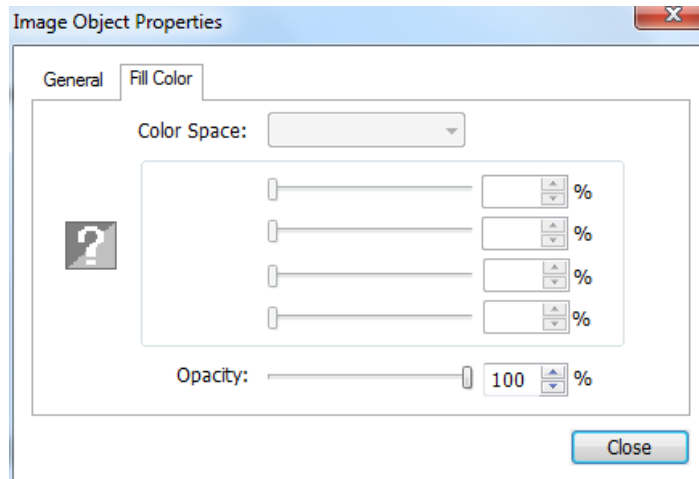 Image Object Properties
General Fill Color
Color Space:
%
%
%
%
Opacity: 100 %
Close